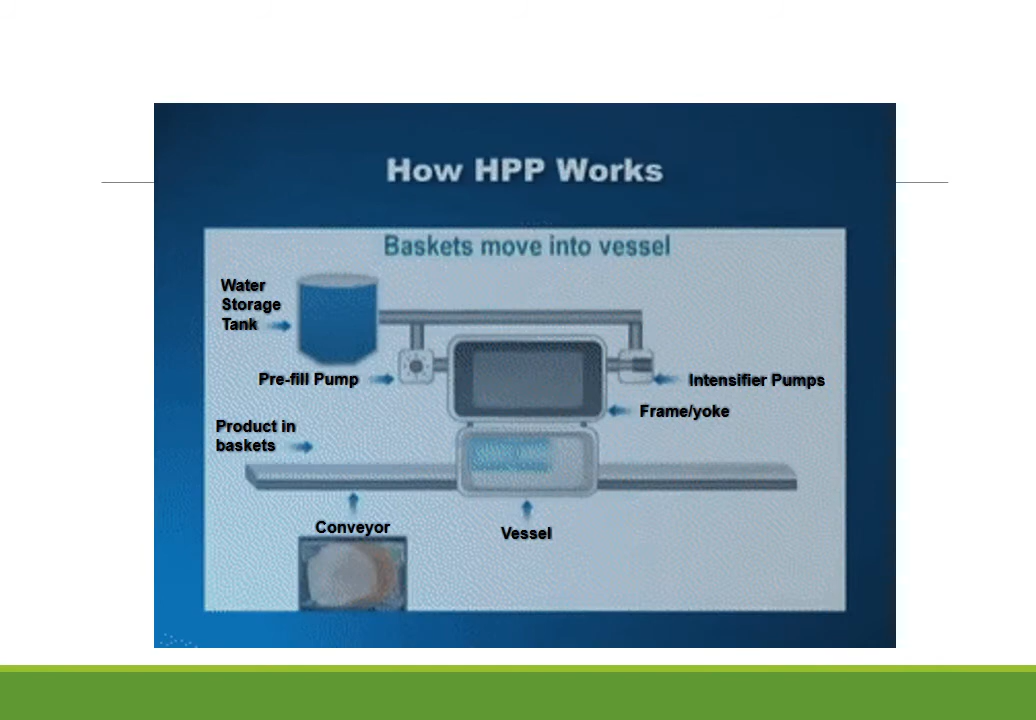 How HPP Works
Baskets move into vessel
Water
Storage
Tank
Pre-fill Pump
Intensifier Pumps
Frame/yoke
Product in
baskets
Conveyor
Vessel